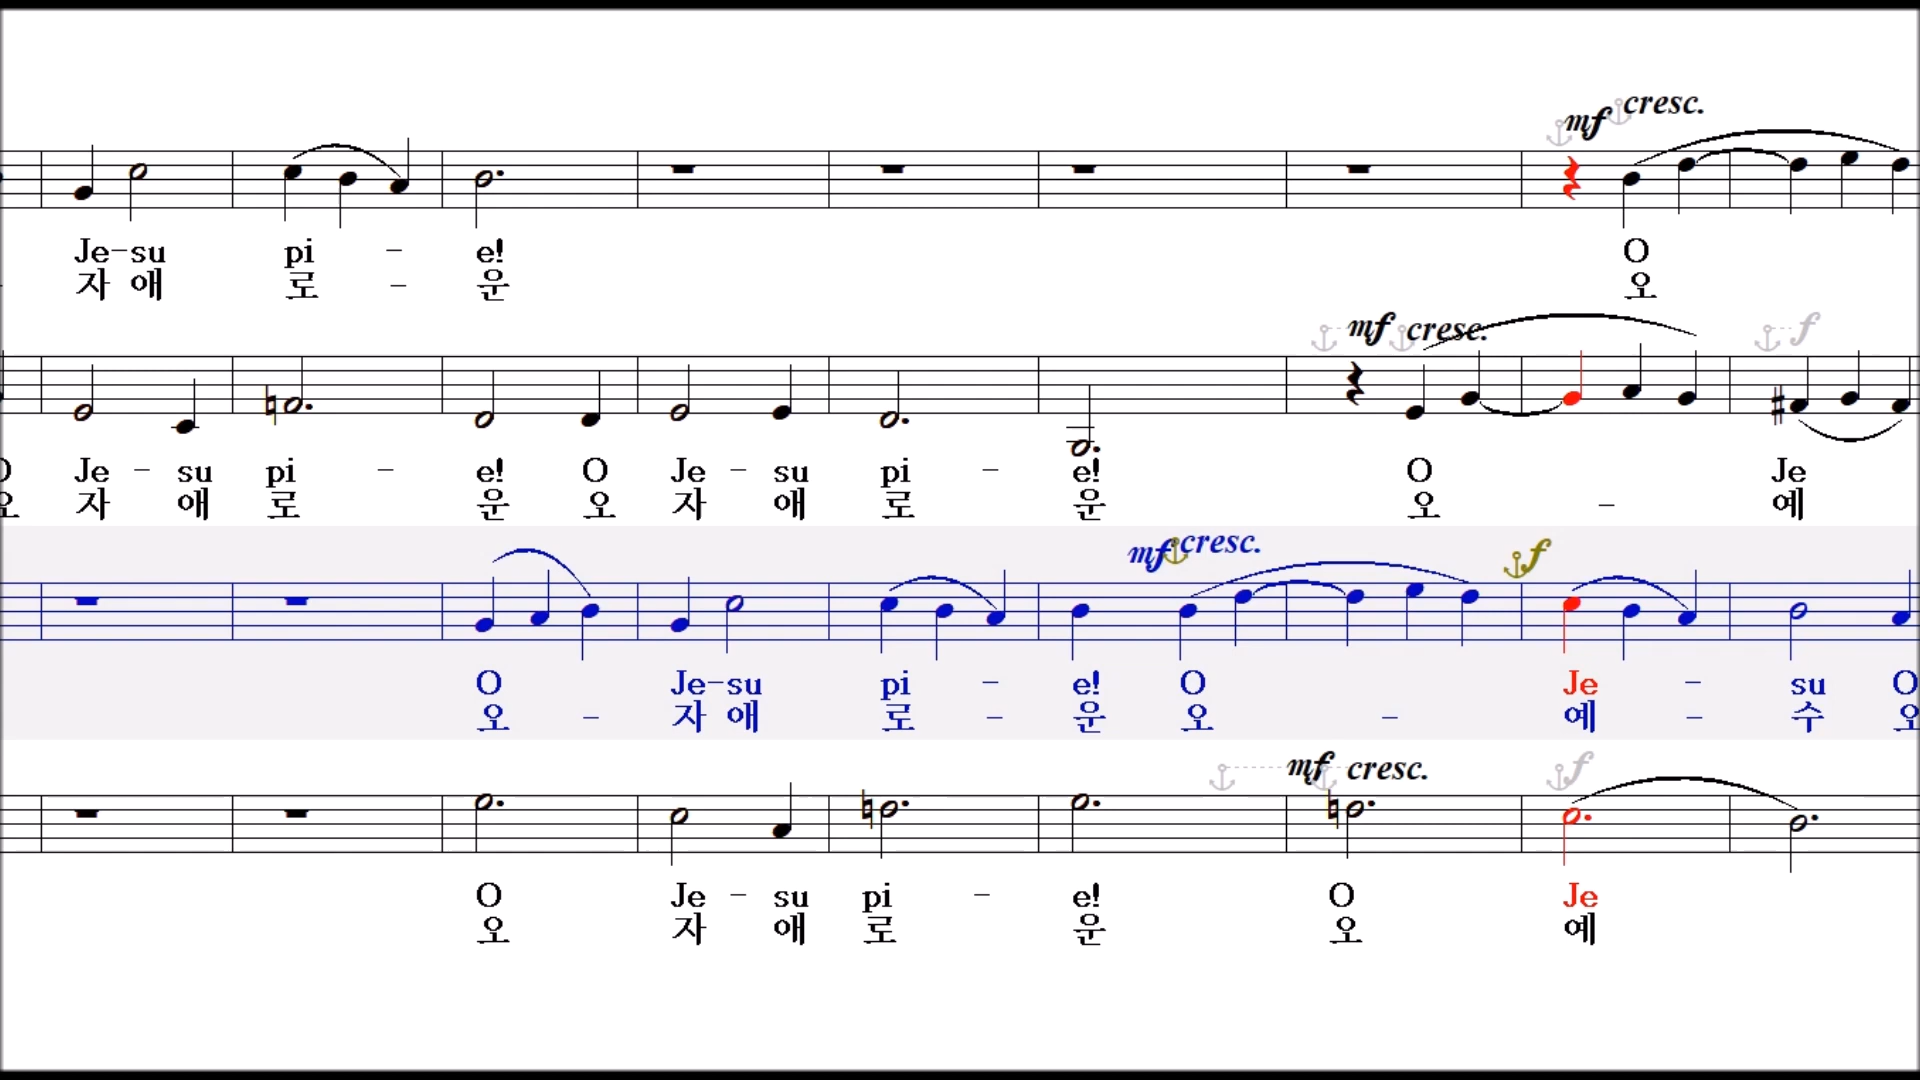 mf cresc.
Je-su pi - e! O
- 자 애 로 - 운 오
mf cresc. f
O Je - su pi - e! O Je - su pi - e! O Je
오 자 애 로 운 오 자 애 로 운 오 - 예
mf cresc. f
O Je-su pi - e! O Je - su O
오 - 자 애 로 - 운 오 - 예 - 수 오
mf cresc. f
O Je - su pi - e! O Je
오 자 애 로 운 오 예